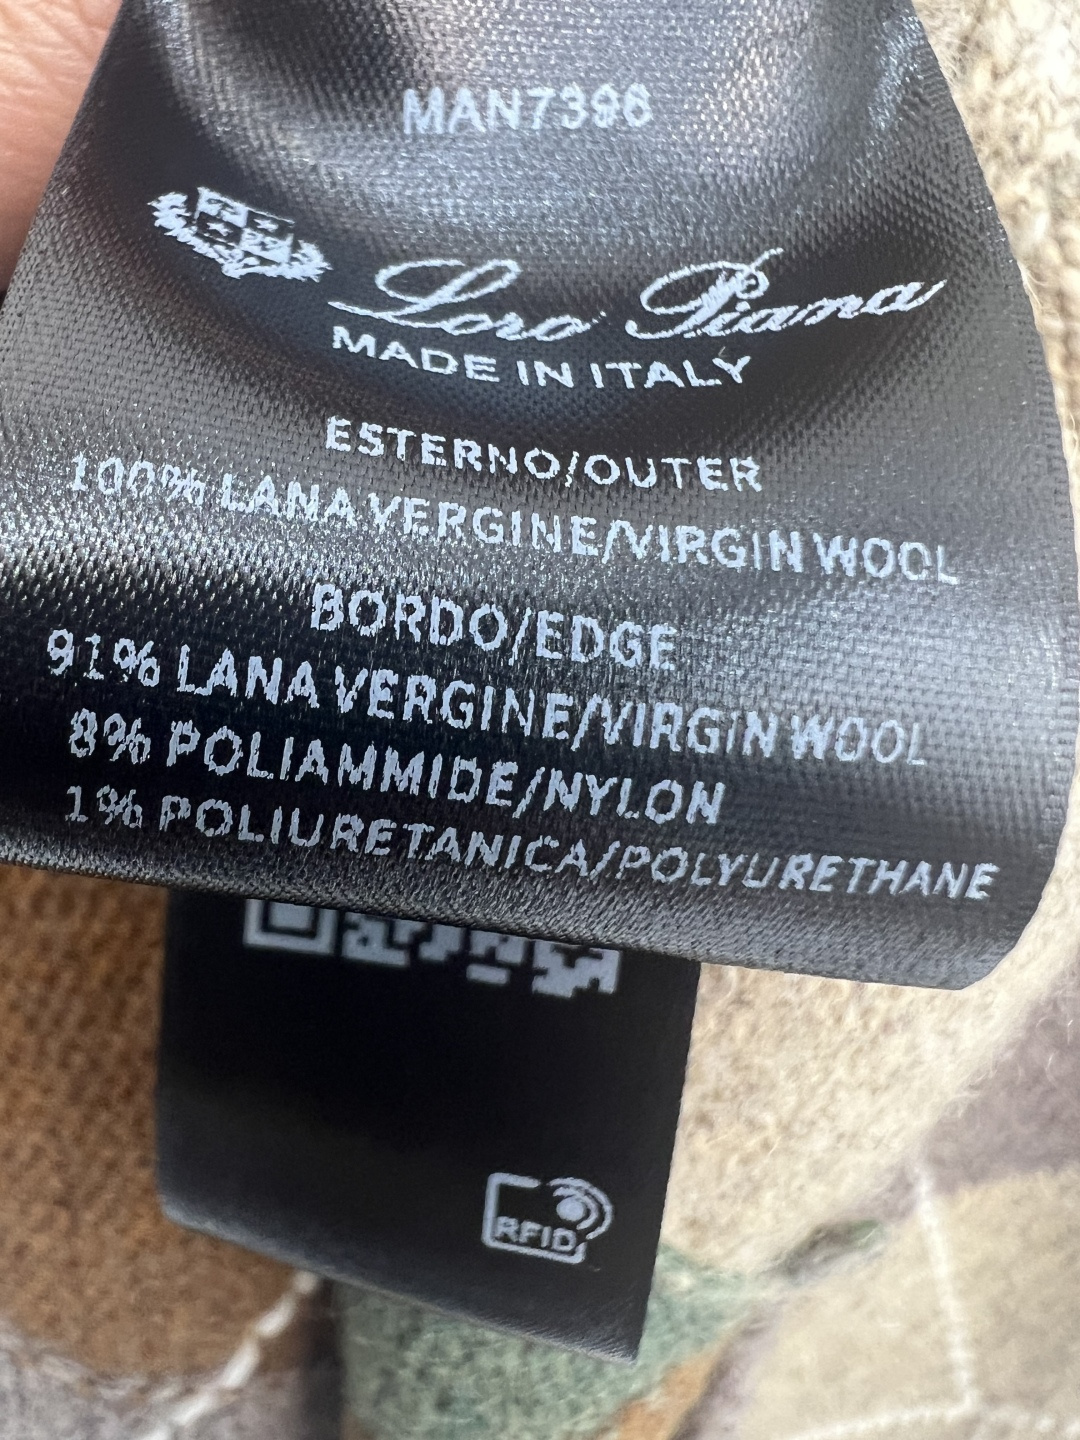 MAN7396
Loro Piana
MADE IN ITALY
ESTERNO/OUTER
100% LANA VERGINE/VIRGIN WOOL
BORDO/EDGE
91% LANA VERGINE/VIRGIN WOOL
8% POLIAMMIDE/NYLON
1% POLIURETANICA/POLYURETHANE
RFID